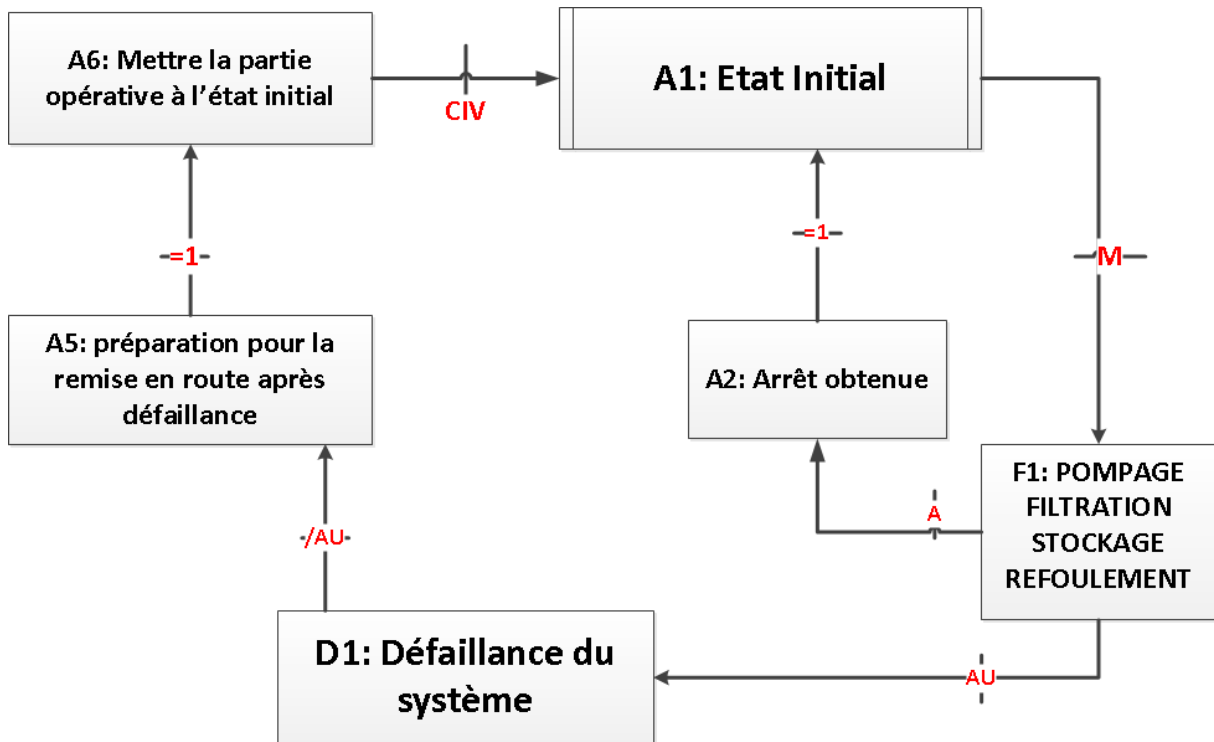 A6: Mettre la partie
opérative à l'état initial
CIV
A1: Etat Initial
=1
=1
M
A5: préparation pour la
remise en route après
défaillance
A2: Arrêt obtenue
F1: POMPAGE
FILTRATION
STOCKAGE
REFOULEMENT
A
/AU
D1: Défaillance du
système
AU